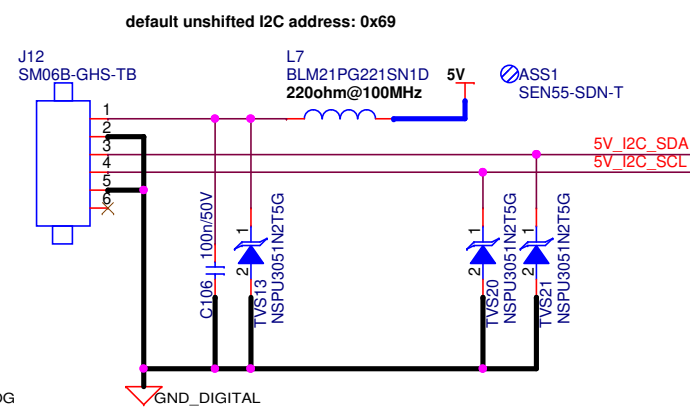 default unshifted I2C address: 0x69
J12
SM06B-GHS-TB
L7
BLM21PG221SN1D
220ohm@100MHz
5V
ASS1
SEN55-SDN-T
1
2
3
4
5
6
5V_I2C_SDA
5V_I2C_SCL
C106
100n/50V
1
2
TVS13
NSPU3051N2T5G
1
2
TVS20
NSPU3051N2T5G
1
2
TVS21
NSPU3051N2T5G
OG
GND_DIGITAL